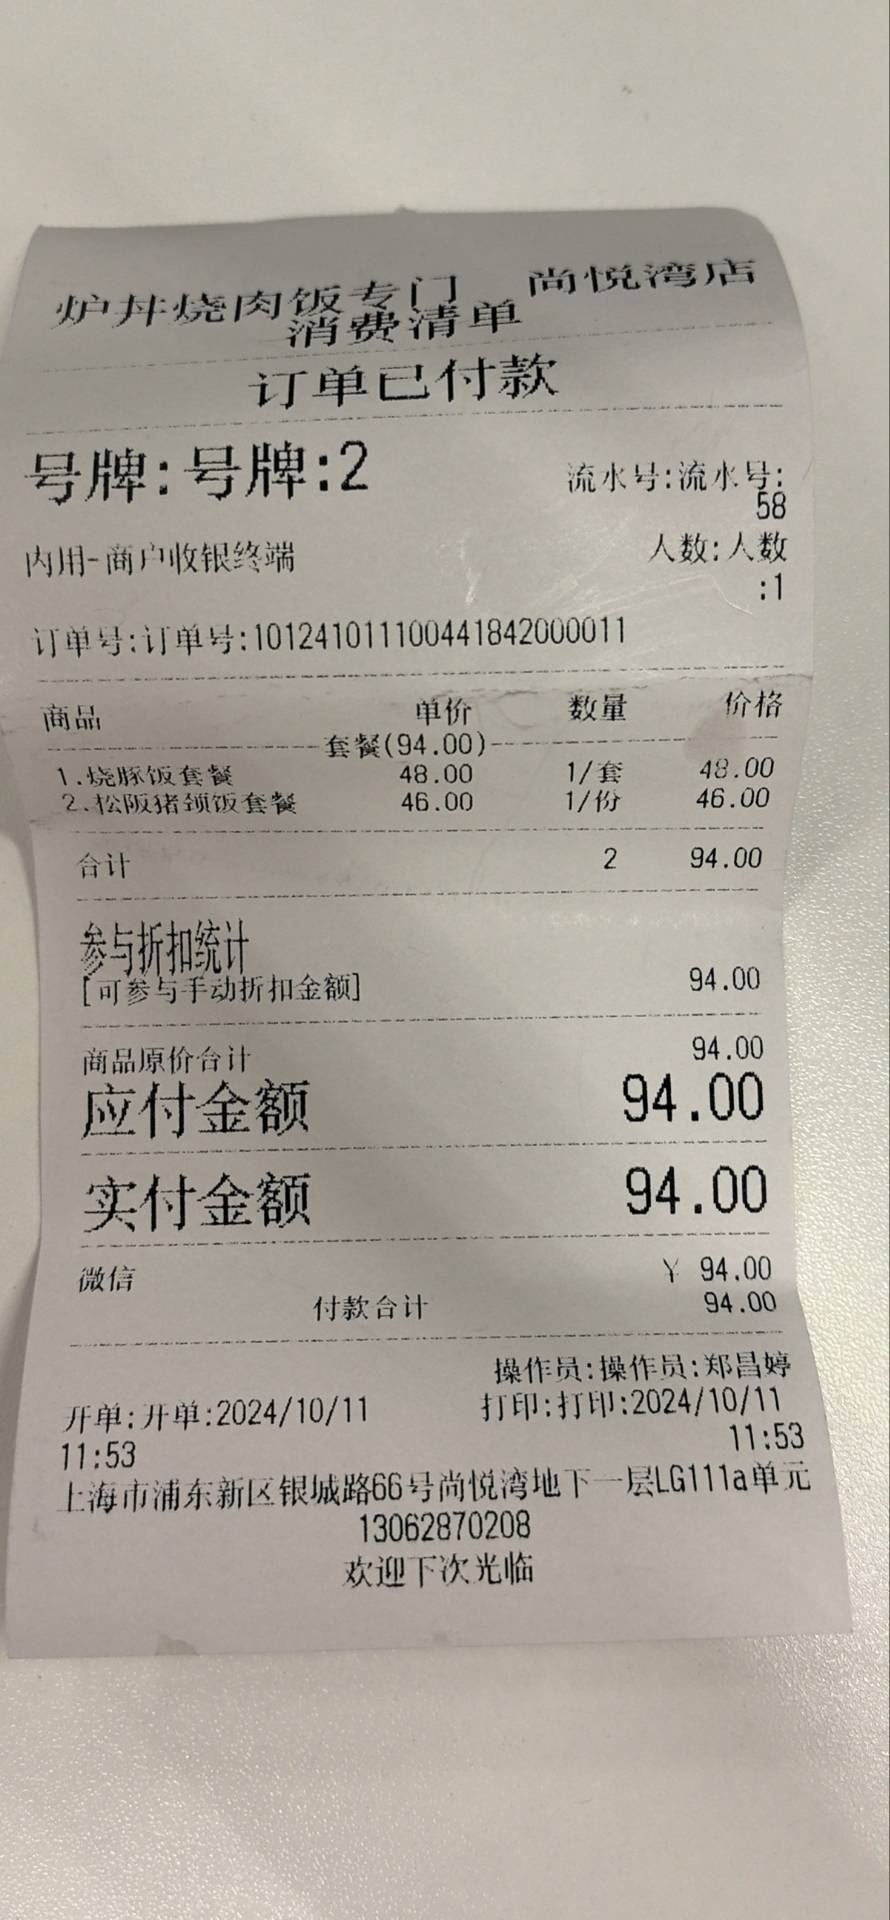 炉丼烧肉饭专门 尚悦湾店
消费清单
订单已付款
号牌:号牌:2 流水号:流水号:
58
内用-商户收银终端 人数:人数
:1
订单号:订单号:101241011100441842000011
商品 单价 数量 价格
套餐(94.00)
1.烧豚饭套餐 48.00 1/套 48.00
2.松阪猪颈饭套餐 46.00 1/份 46.00
合计 2 94.00
参与折扣统计
[可参与手动折扣金额] 94.00
商品原价合计 94.00
应付金额 94.00
实付金额 94.00
微信 ¥ 94.00
付款合计 94.00
操作员:操作员:郑昌婷
开单:开单:2024/10/11 打印:打印:2024/10/11
11:53 11:53
上海市浦东新区银城路66号尚悦湾地下一层LG111a单元
13062870208
欢迎下次光临